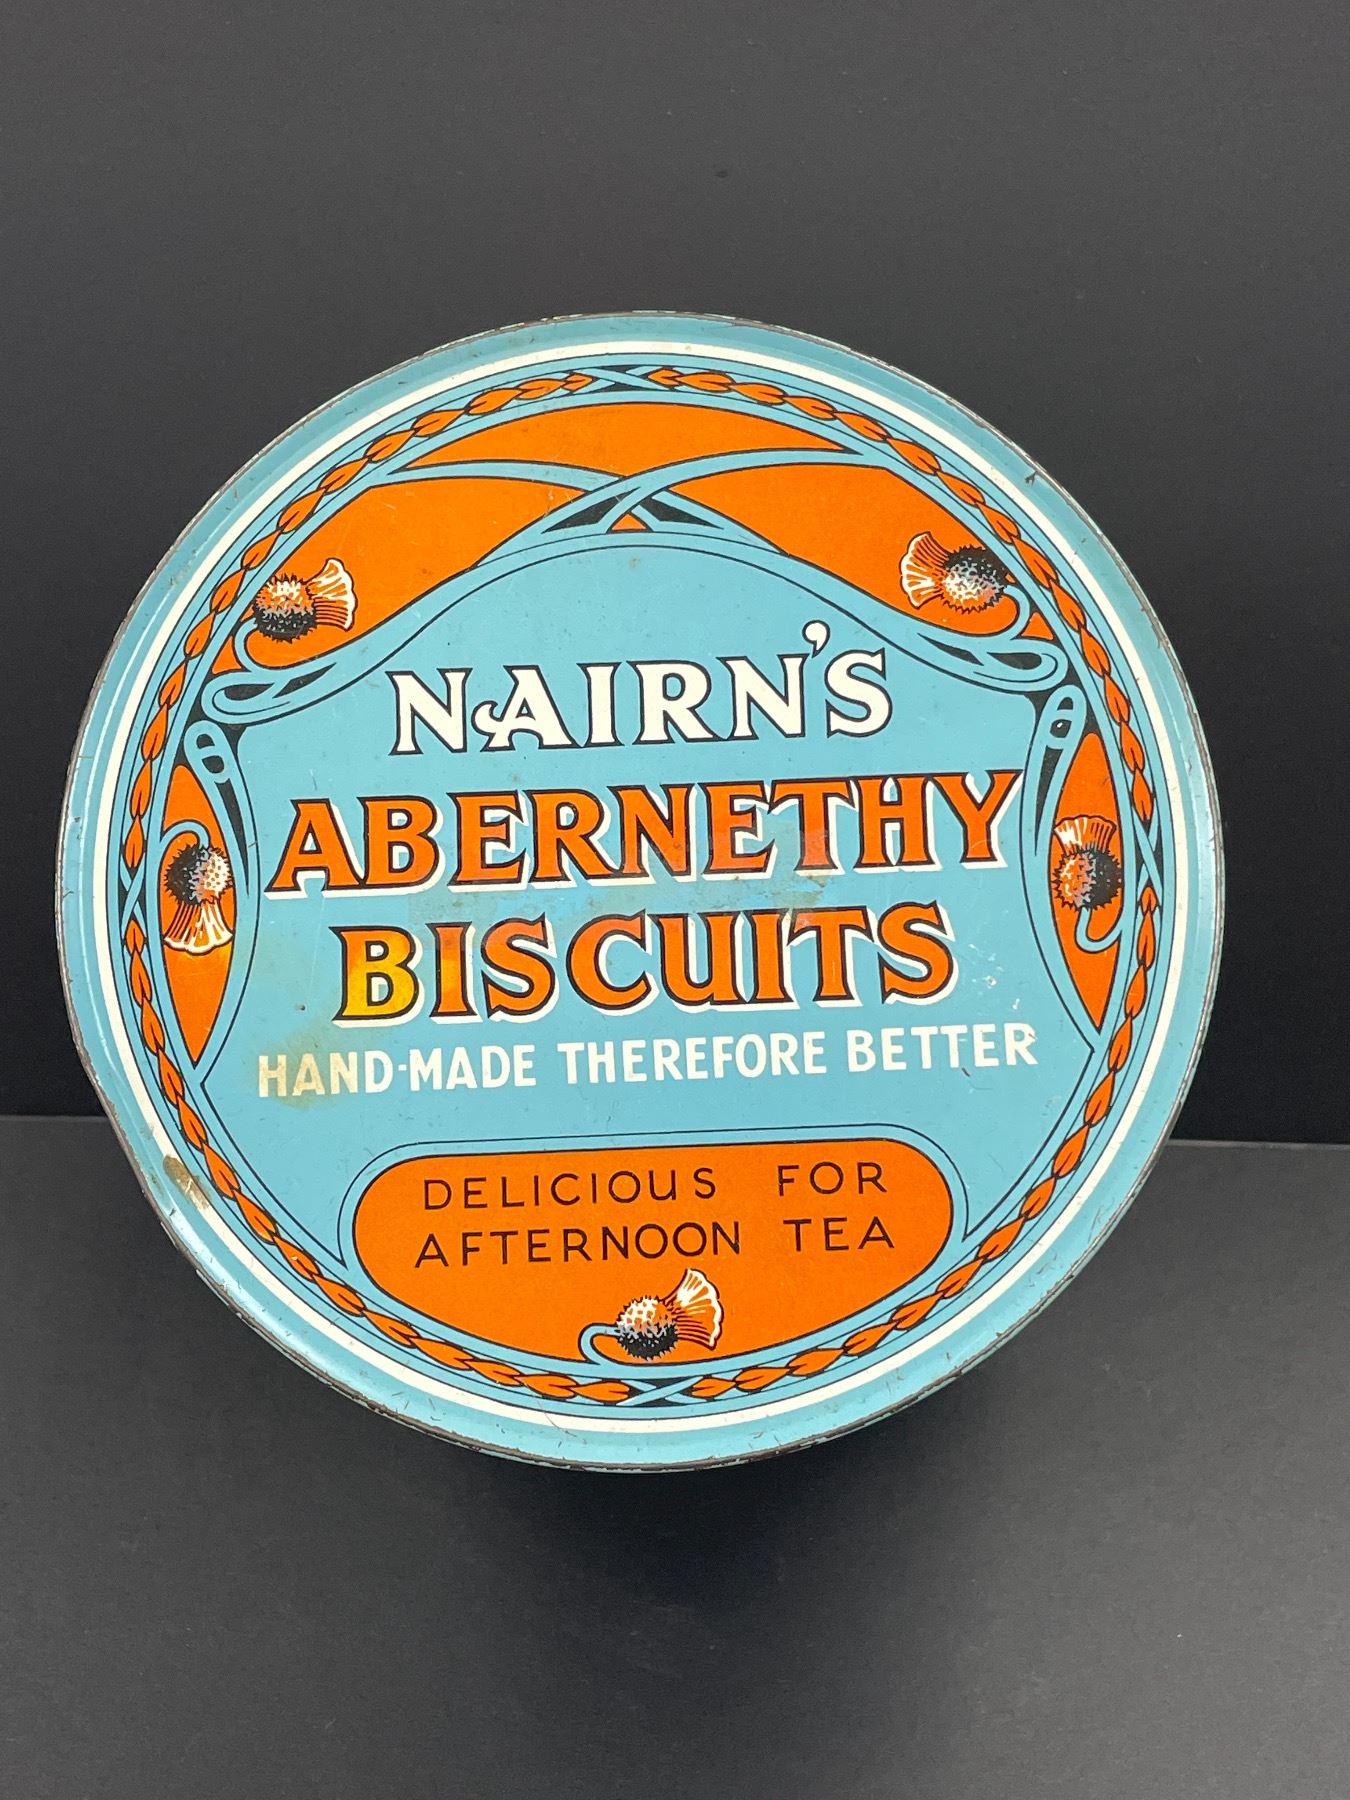 NAIRN'S
ABERNETHY
BISCUITS
HAND-MADE THEREFORE BETTER
DELICIOUS FOR
AFTERNOON TEA